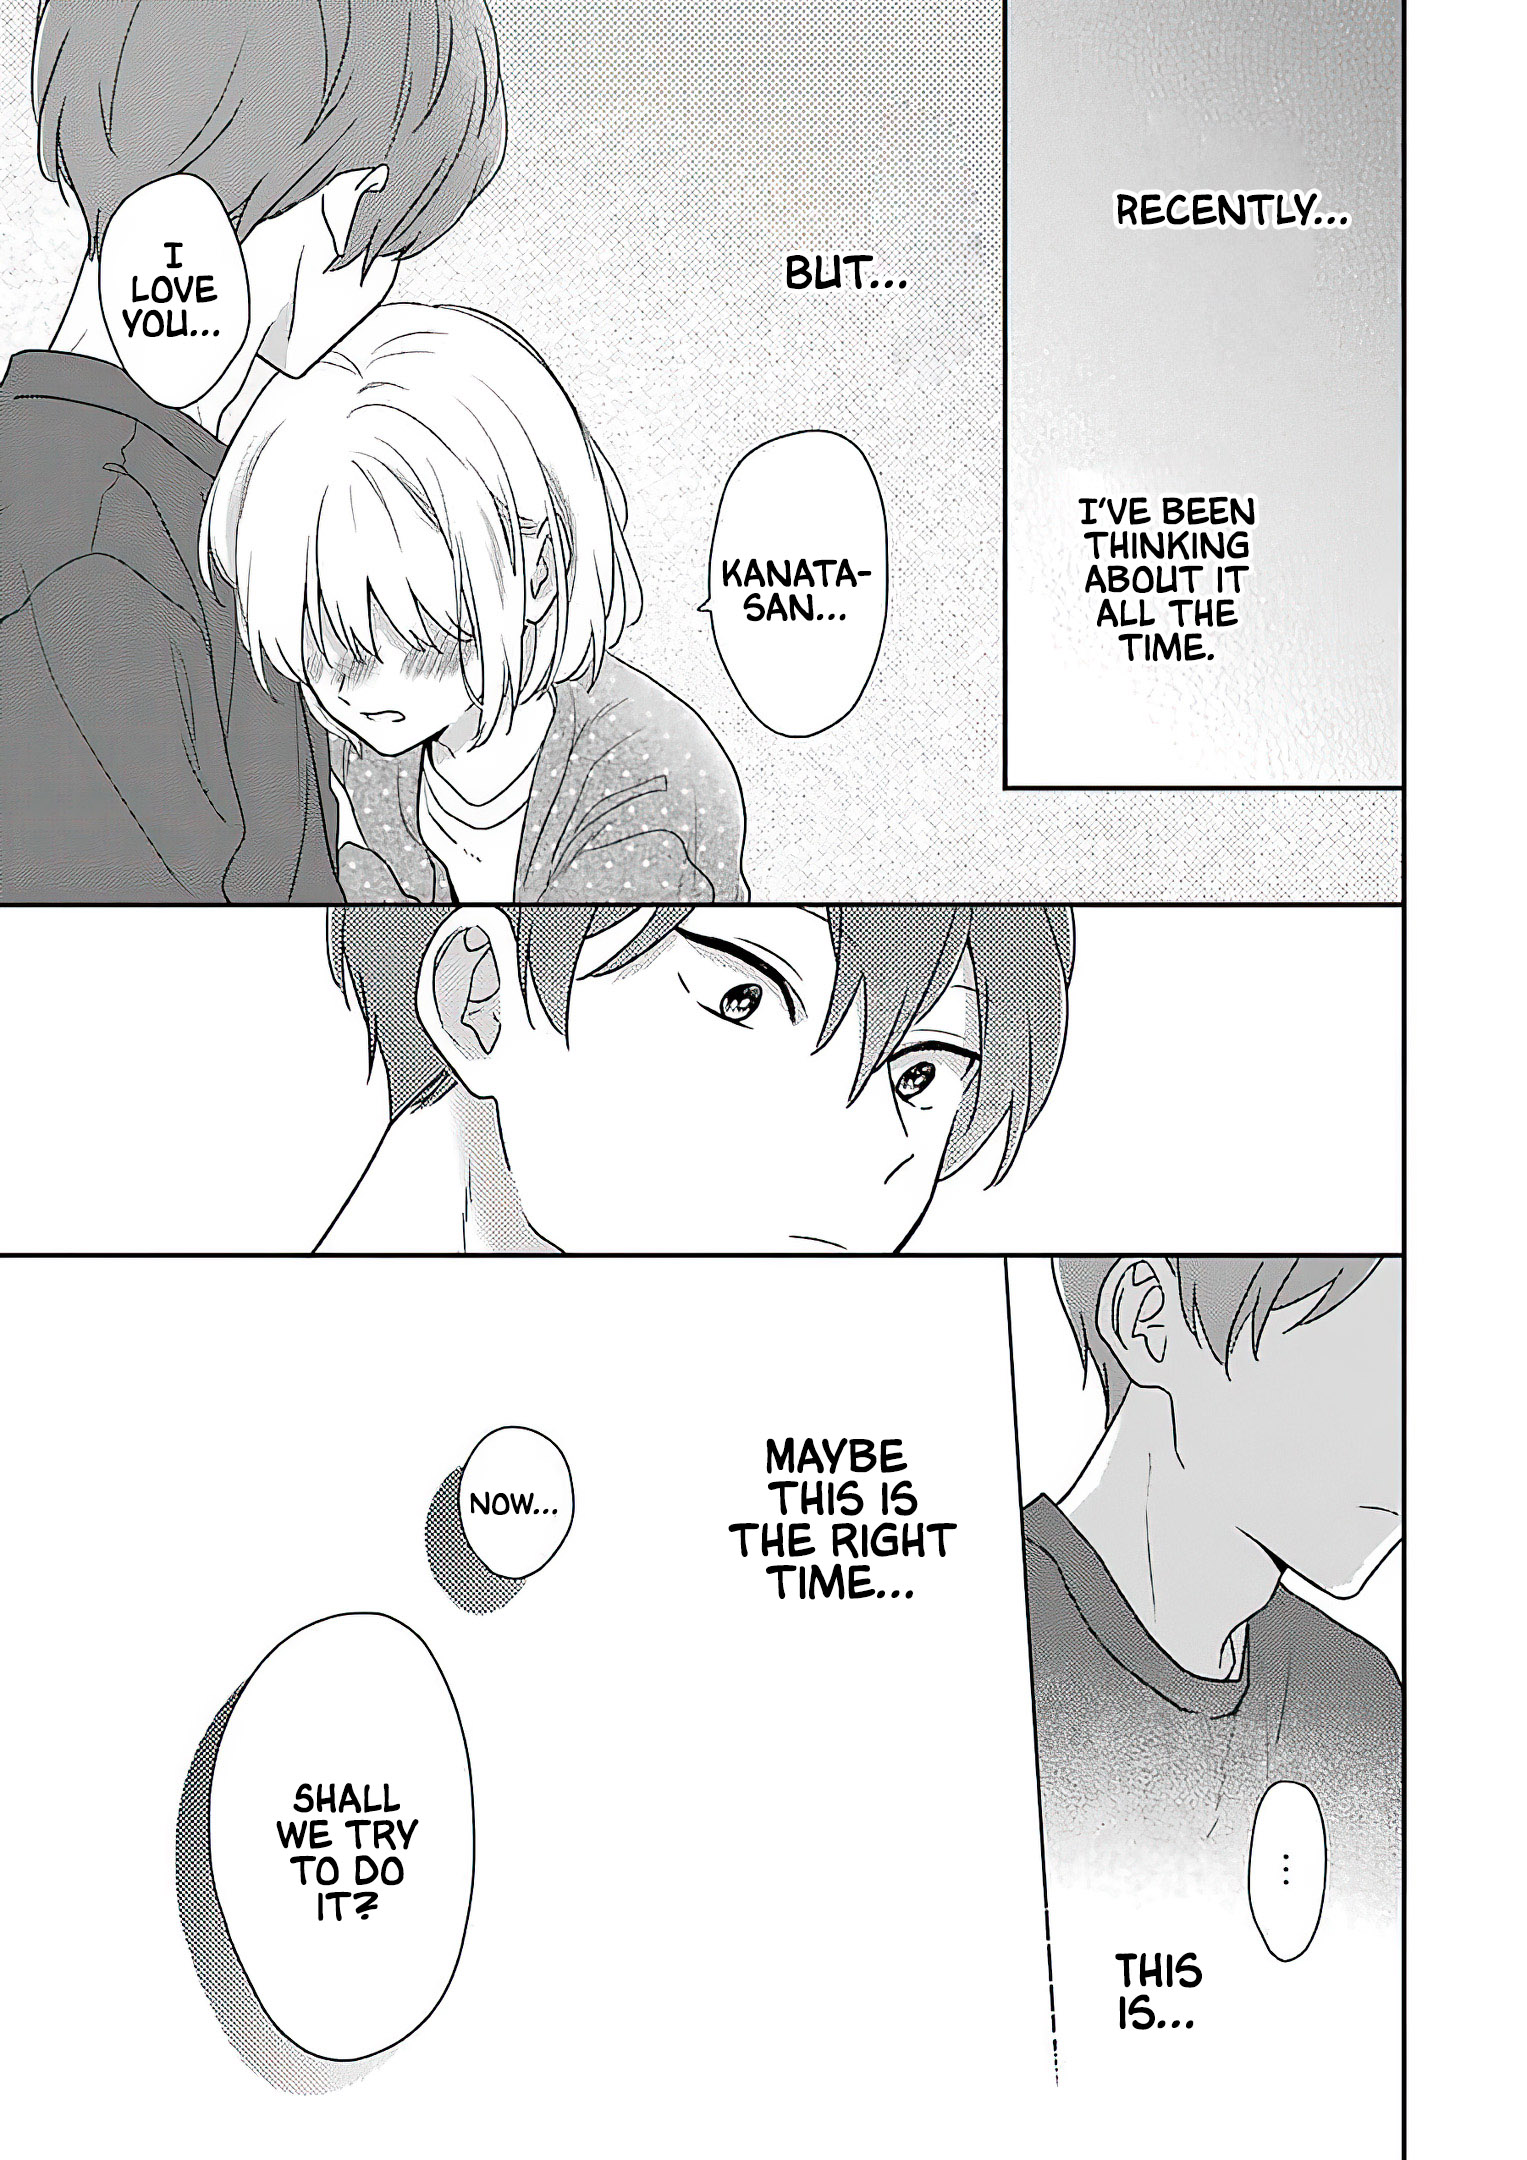 RECENTLY...
I'VE BEEN
THINKING
ABOUT IT
ALL THE
TIME.
BUT...
KANATA-
SAN...
I
LOVE
YOU...
...
THIS
IS...
MAYBE
THIS IS
THE RIGHT
TIME...
NOW...
SHALL
WE TRY
TO DO
IT?